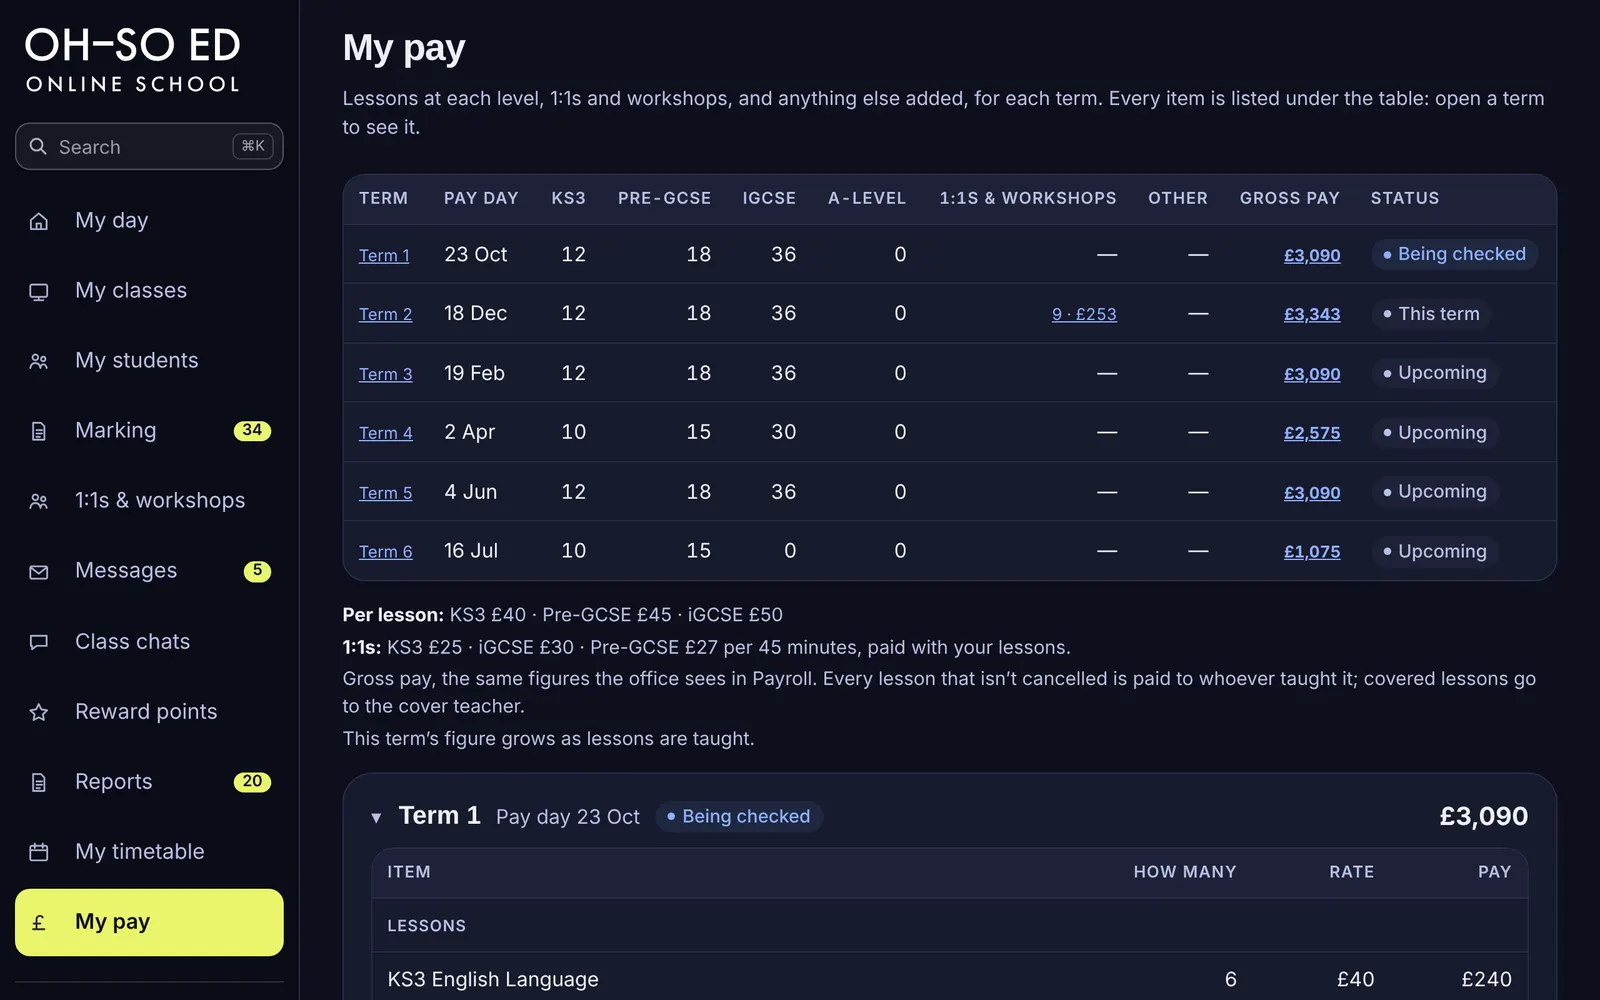 OH-SO ED
ONLINE SCHOOL
Search ⌘K
My day
My classes
My students
Marking 34
1:1s & workshops
Messages 5
Class chats
Reward points
Reports 20
My timetable
£ My pay
My pay
Lessons at each level, 1:1s and workshops, and anything else added, for each term. Every item is listed under the table: open a term
to see it.
TERM PAY DAY KS3 PRE-GCSE IGCSE A-LEVEL 1:1S & WORKSHOPS OTHER GROSS PAY STATUS
Term 1 23 Oct 12 18 36 0 — — £3,090 • Being checked
Term 2 18 Dec 12 18 36 0 9 · £253 — £3,343 • This term
Term 3 19 Feb 12 18 36 0 — — £3,090 • Upcoming
Term 4 2 Apr 10 15 30 0 — — £2,575 • Upcoming
Term 5 4 Jun 12 18 36 0 — — £3,090 • Upcoming
Term 6 16 Jul 10 15 0 0 — — £1,075 • Upcoming
Per lesson: KS3 £40 · Pre-GCSE £45 · iGCSE £50
1:1s: KS3 £25 · iGCSE £30 · Pre-GCSE £27 per 45 minutes, paid with your lessons.
Gross pay, the same figures the office sees in Payroll. Every lesson that isn’t cancelled is paid to whoever taught it; covered lessons go
to the cover teacher.
This term’s figure grows as lessons are taught.
▼ Term 1 Pay day 23 Oct • Being checked £3,090
ITEM HOW MANY RATE PAY
LESSONS
KS3 English Language 6 £40 £240